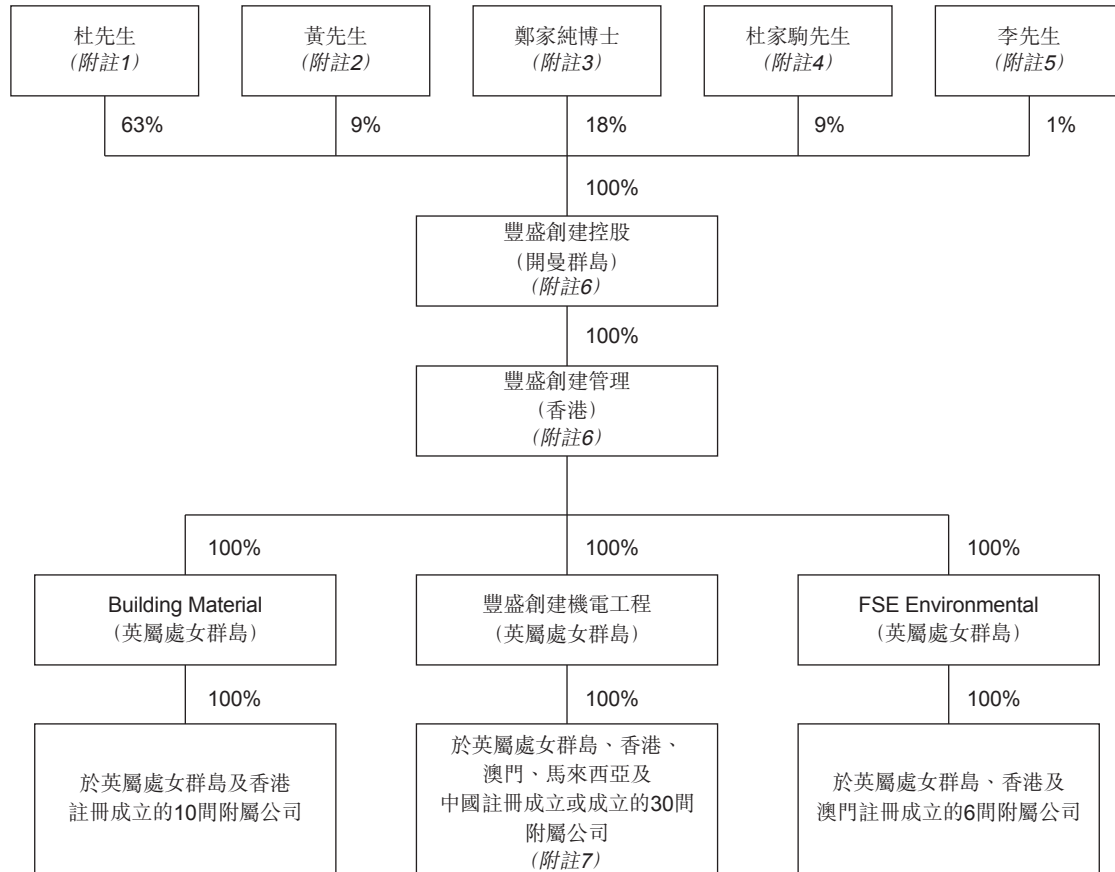 杜先生
(附註1)
黃先生
(附註2)
鄭家純博士
(附註3)
杜家駒先生
(附註4)
李先生
(附註5)
63%
9%
18%
9%
1%
100%
豐盛創建控股
(開曼群島)
(附註6)
100%
豐盛創建管理
(香港)
(附註6)
100%
100%
100%
Building Material
(英屬處女群島)
豐盛創建機電工程
(英屬處女群島)
FSE Environmental
(英屬處女群島)
100%
100%
100%
於英屬處女群島及香港
註冊成立的10間附屬公司
於英屬處女群島、香港、
澳門、馬來西亞及
中國註冊成立或成立的30間
附屬公司
(附註7)
於英屬處女群島、香港及
澳門註冊成立的6間附屬公司